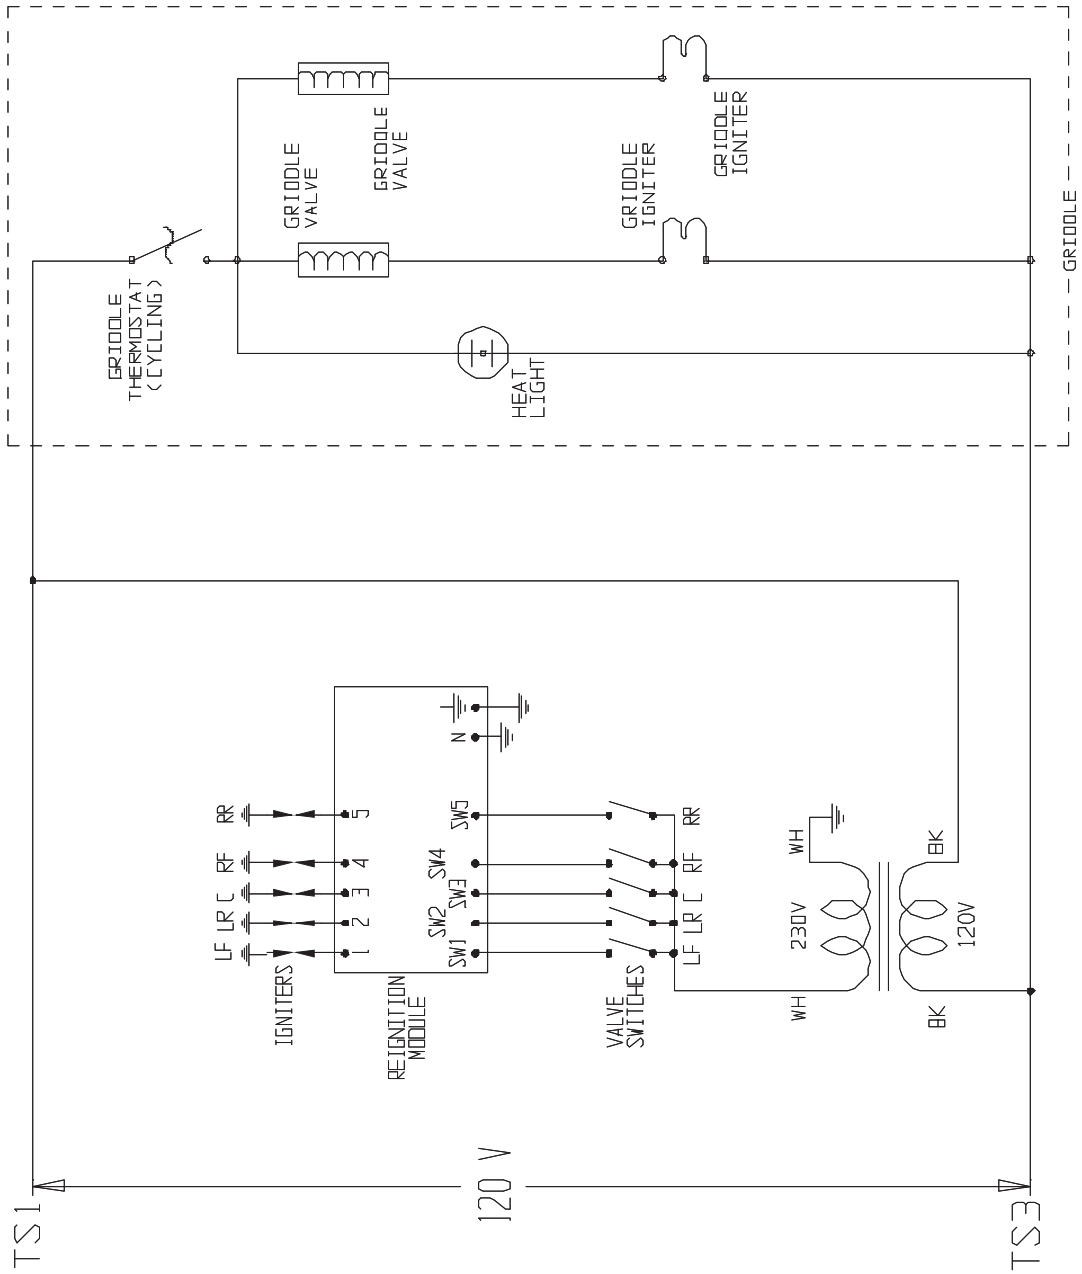 TS1
GRIDDLE
THERMOSTAT
(CYCLING)
LF
LR
C
RF
RR
IGNITERS
GRIDDLE
VALVE
GRIDDLE
VALVE
1
2
3
4
5
REIGNITION
MODULE
SW1
SW2
SW3
SW4
SW5
N
120 V
HEAT
LIGHT
VALVE
SWITCHES
GRIDDLE
IGNITER
LF
LR
C
RF
RR
GRIDDLE
IGNITER
WH
230V
WH
BK
120V
BK
TS3
GRIDDLE